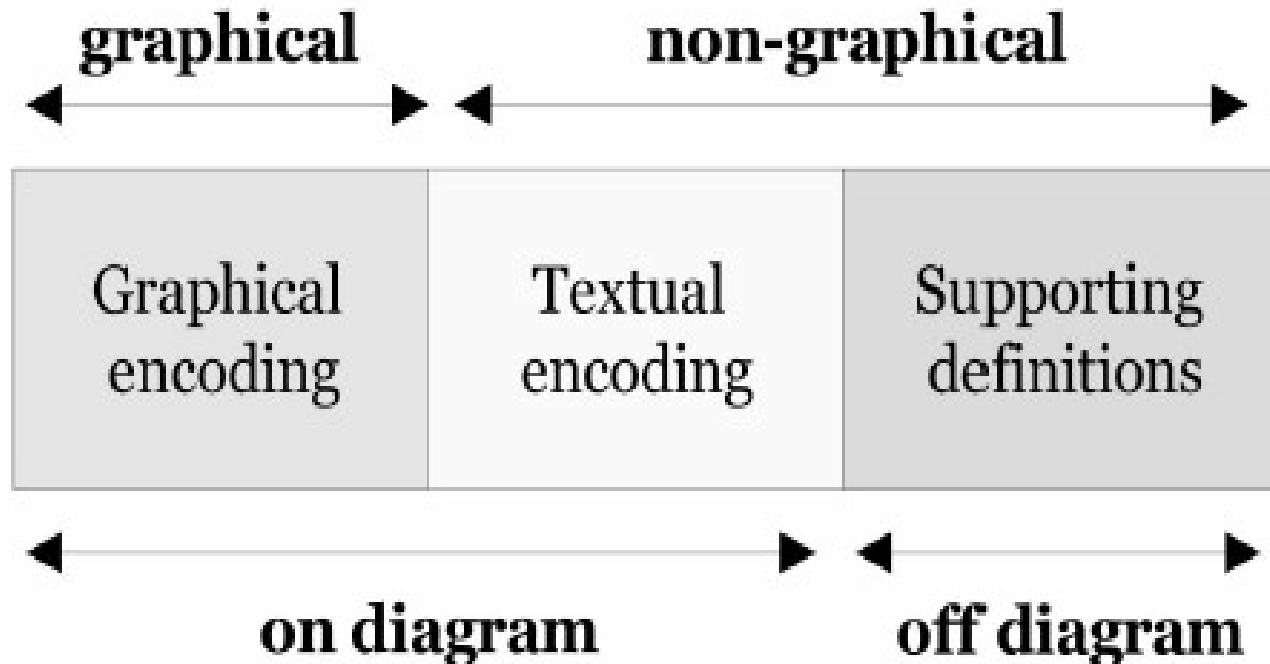 graphical
non-graphical
Graphical
encoding
Textual
encoding
Supporting
definitions
on diagram
off diagram